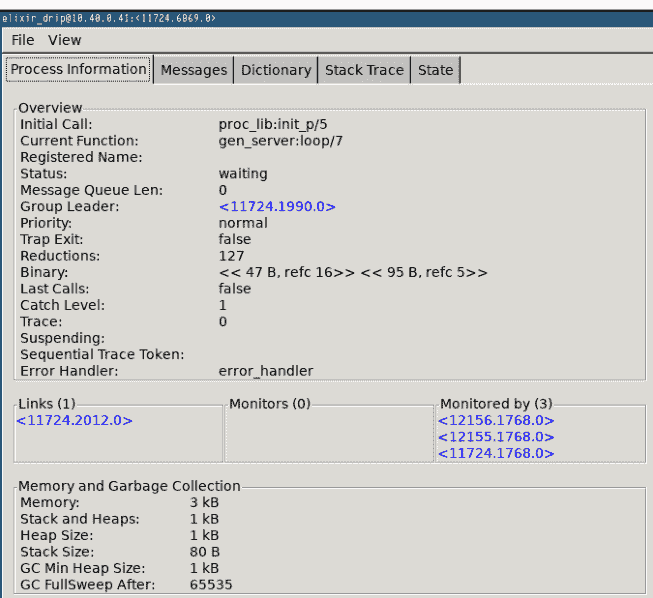 elixir_drip@10.40.0.41:<11724.6869.0>
File View
Process Information Messages Dictionary Stack Trace State
Overview
Initial Call: proc_lib:init_p/5
Current Function: gen_server:loop/7
Registered Name:
Status: waiting
Message Queue Len: 0
Group Leader: <11724.1990.0>
Priority: normal
Trap Exit: false
Reductions: 127
Binary: << 47 B, refc 16>> << 95 B, refc 5>>
Last Calls: false
Catch Level: 1
Trace: 0
Suspending:
Sequential Trace Token:
Error Handler: error_handler
Links (1) Monitors (0) Monitored by (3)
<11724.2012.0> <12156.1768.0>
<12155.1768.0>
<11724.1768.0>
Memory and Garbage Collection
Memory: 3 kB
Stack and Heaps: 1 kB
Heap Size: 1 kB
Stack Size: 80 B
GC Min Heap Size: 1 kB
GC FullSweep After: 65535